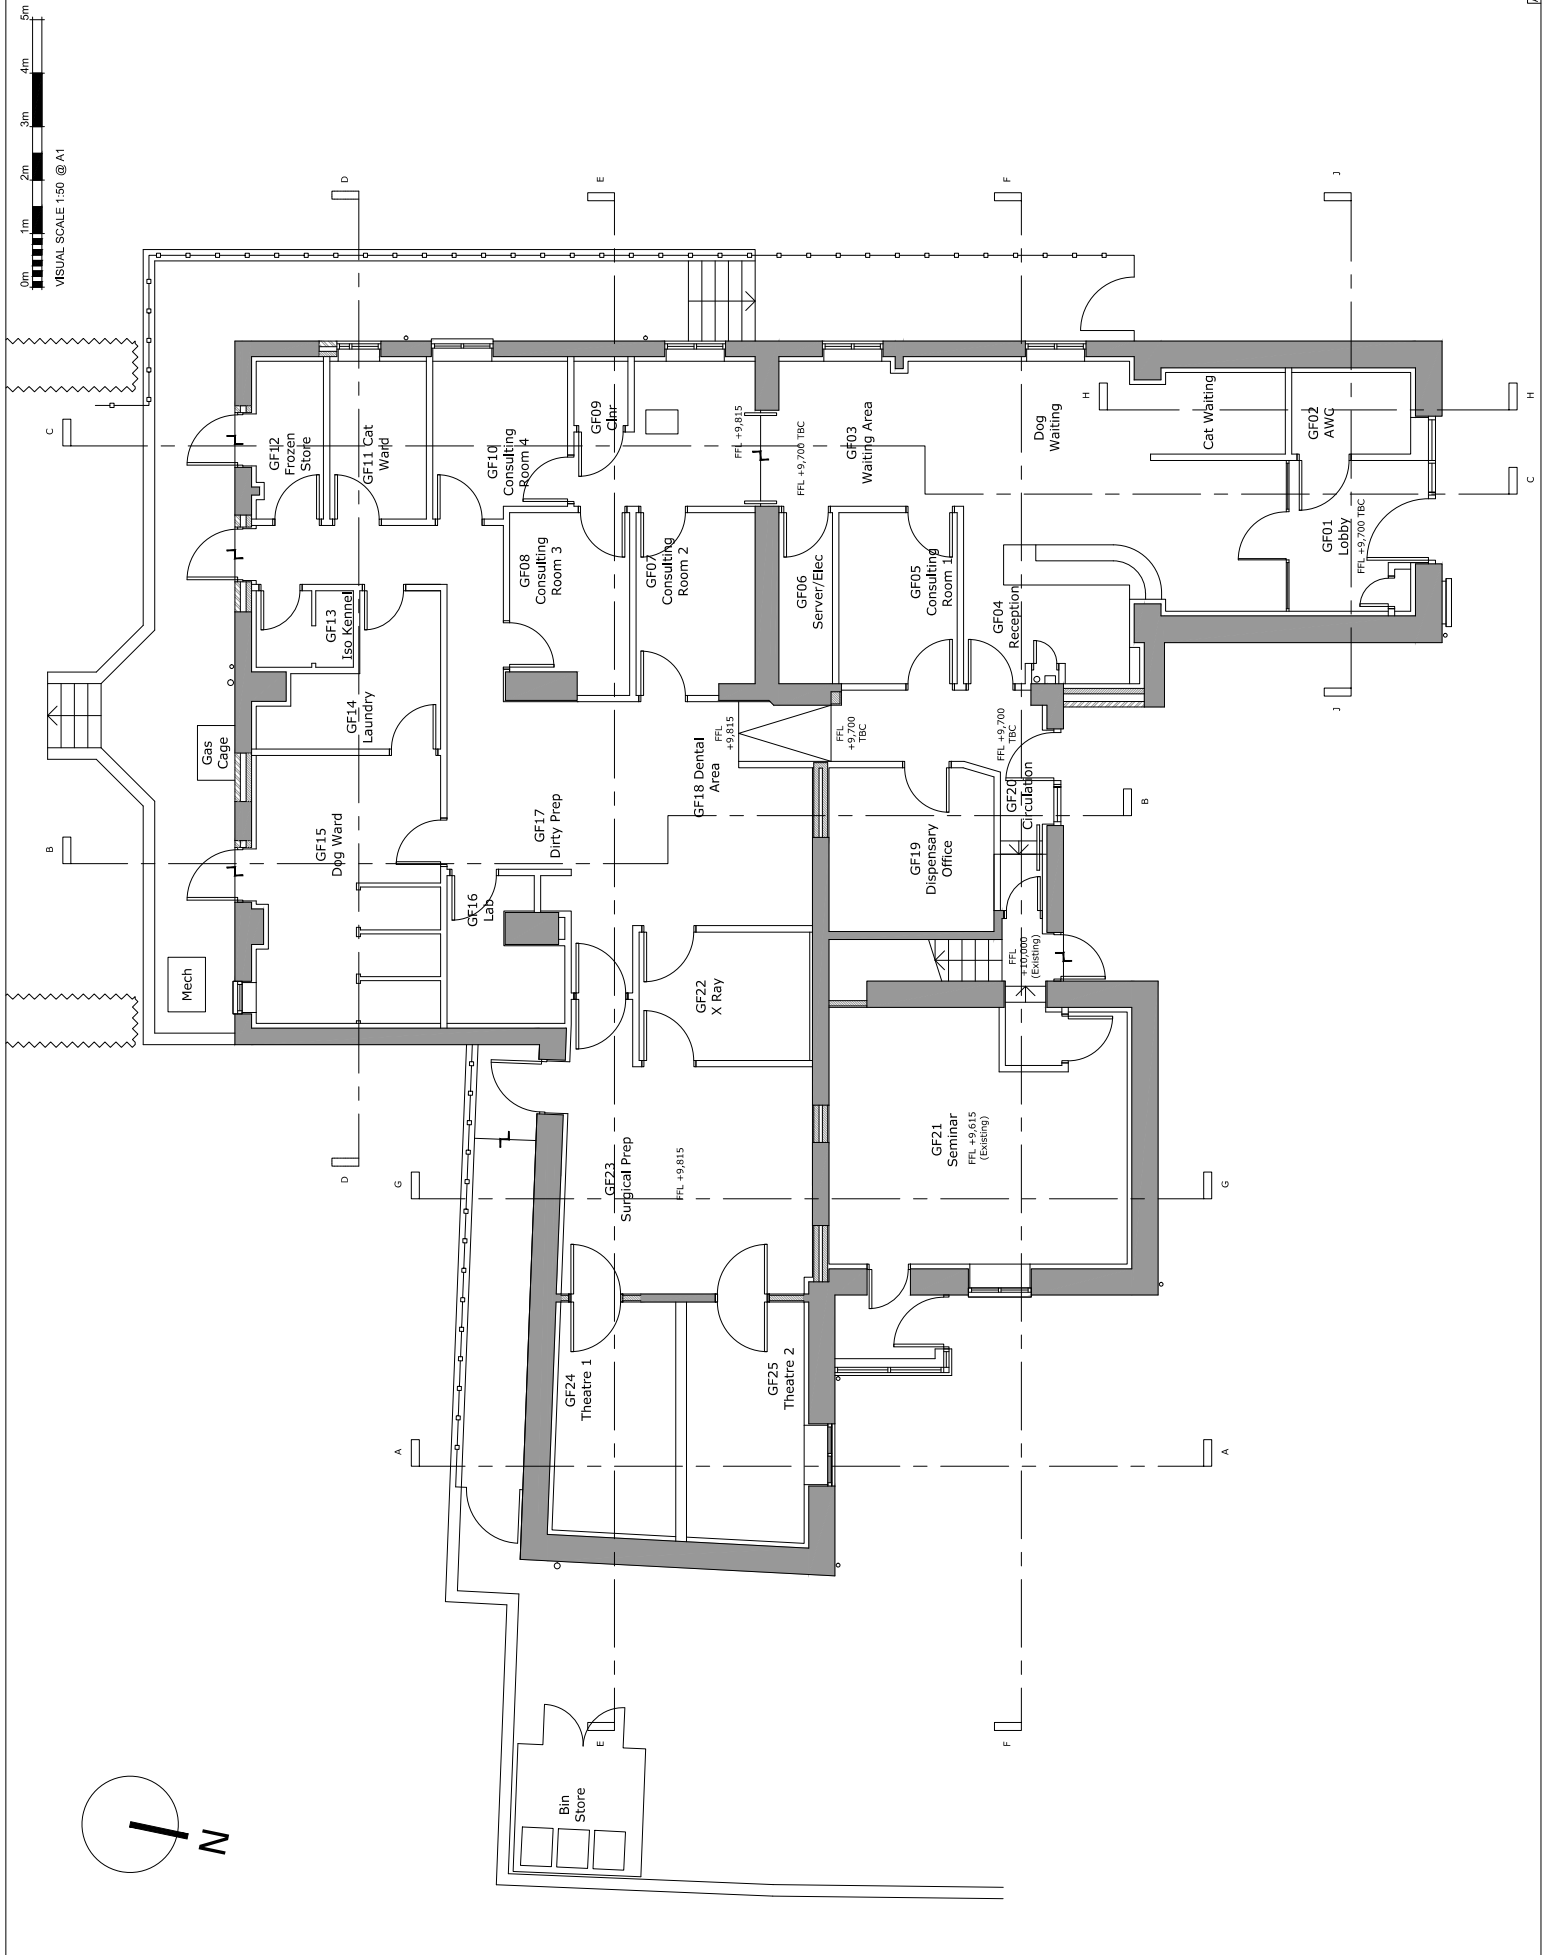 0m 1m 2m 3m 4m 5m
VISUAL SCALE 1:50 @ A1
N
Bin
Store
Mech
Gas
Cage
GF12
Frozen
Store
GF11 Cat
Ward
GF10
Consulting
Room 4
GF09
Clnr
FFL +9,815
FFL +9,700 TBC
GF03
Waiting Area
Dog
Waiting
Cat Waiting
GF02
AWC
GF01
Lobby
FFL +9,700 TBC
GF13
Iso Kennel
GF14
Laundry
GF08
Consulting
Room 3
GF07
Consulting
Room 2
GF06
Server/Elec
GF05
Consulting
Room 1
GF04
Reception
GF15
Dog Ward
GF16
Lab
GF17
Dirty Prep
GF18 Dental
Area
FFL
+9,815
FFL
+9,700
TBC
FFL +9,700
TBC
GF20
Circulation
GF19
Dispensary
Office
FFL
+10,000
(Existing)
GF22
X Ray
GF23
Surgical Prep
FFL +9,815
GF21
Seminar
FFL +9,615
(Existing)
GF24
Theatre 1
GF25
Theatre 2
A
A
B
B
C
C
D
D
E
E
F
F
G
G
H
H
J
J